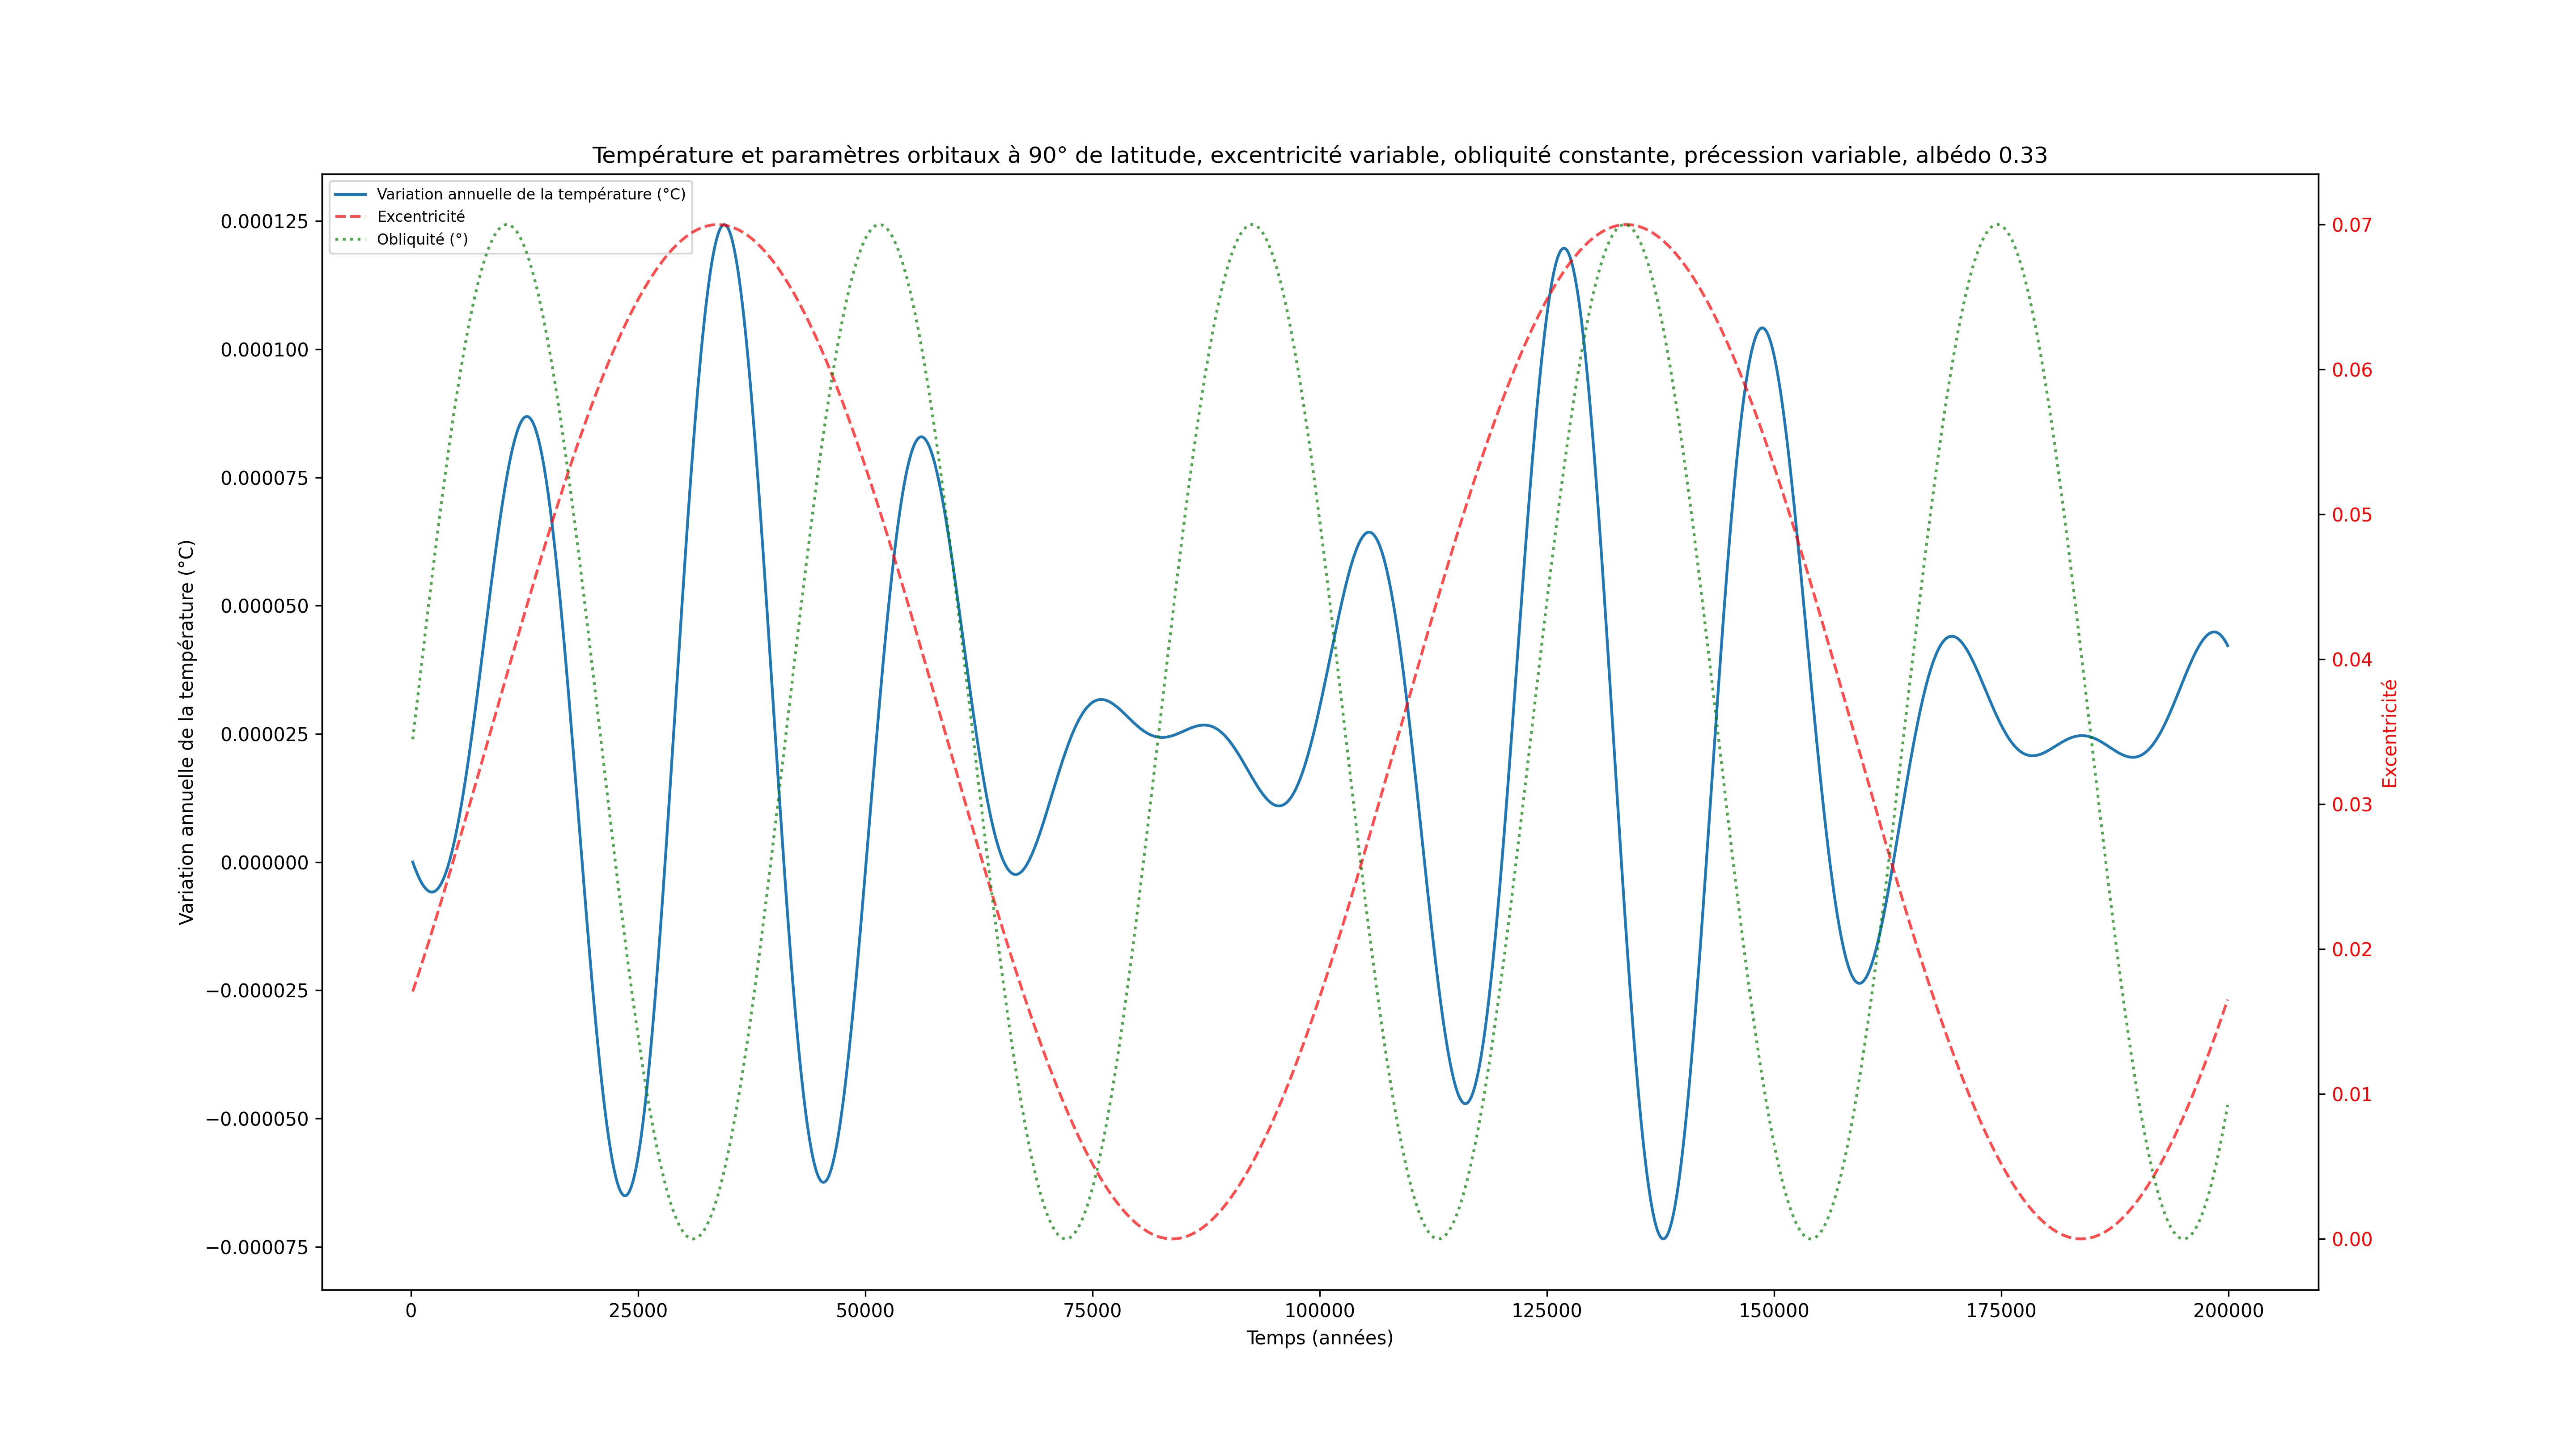 Température et paramètres orbitaux à 90° de latitude, excentricité variable, obliquité constante, précession variable, albédo 0.33
Variation annuelle de la température (°C)
Excentricité
Obliquité (°)
Variation annuelle de la température (°C)
0.000125
0.000100
0.000075
0.000050
0.000025
0.000000
−0.000025
−0.000050
−0.000075
0.07
0.06
0.05
0.04
0.03
0.02
0.01
0.00
Excentricité
0 25000 50000 75000 100000 125000 150000 175000 200000
Temps (années)